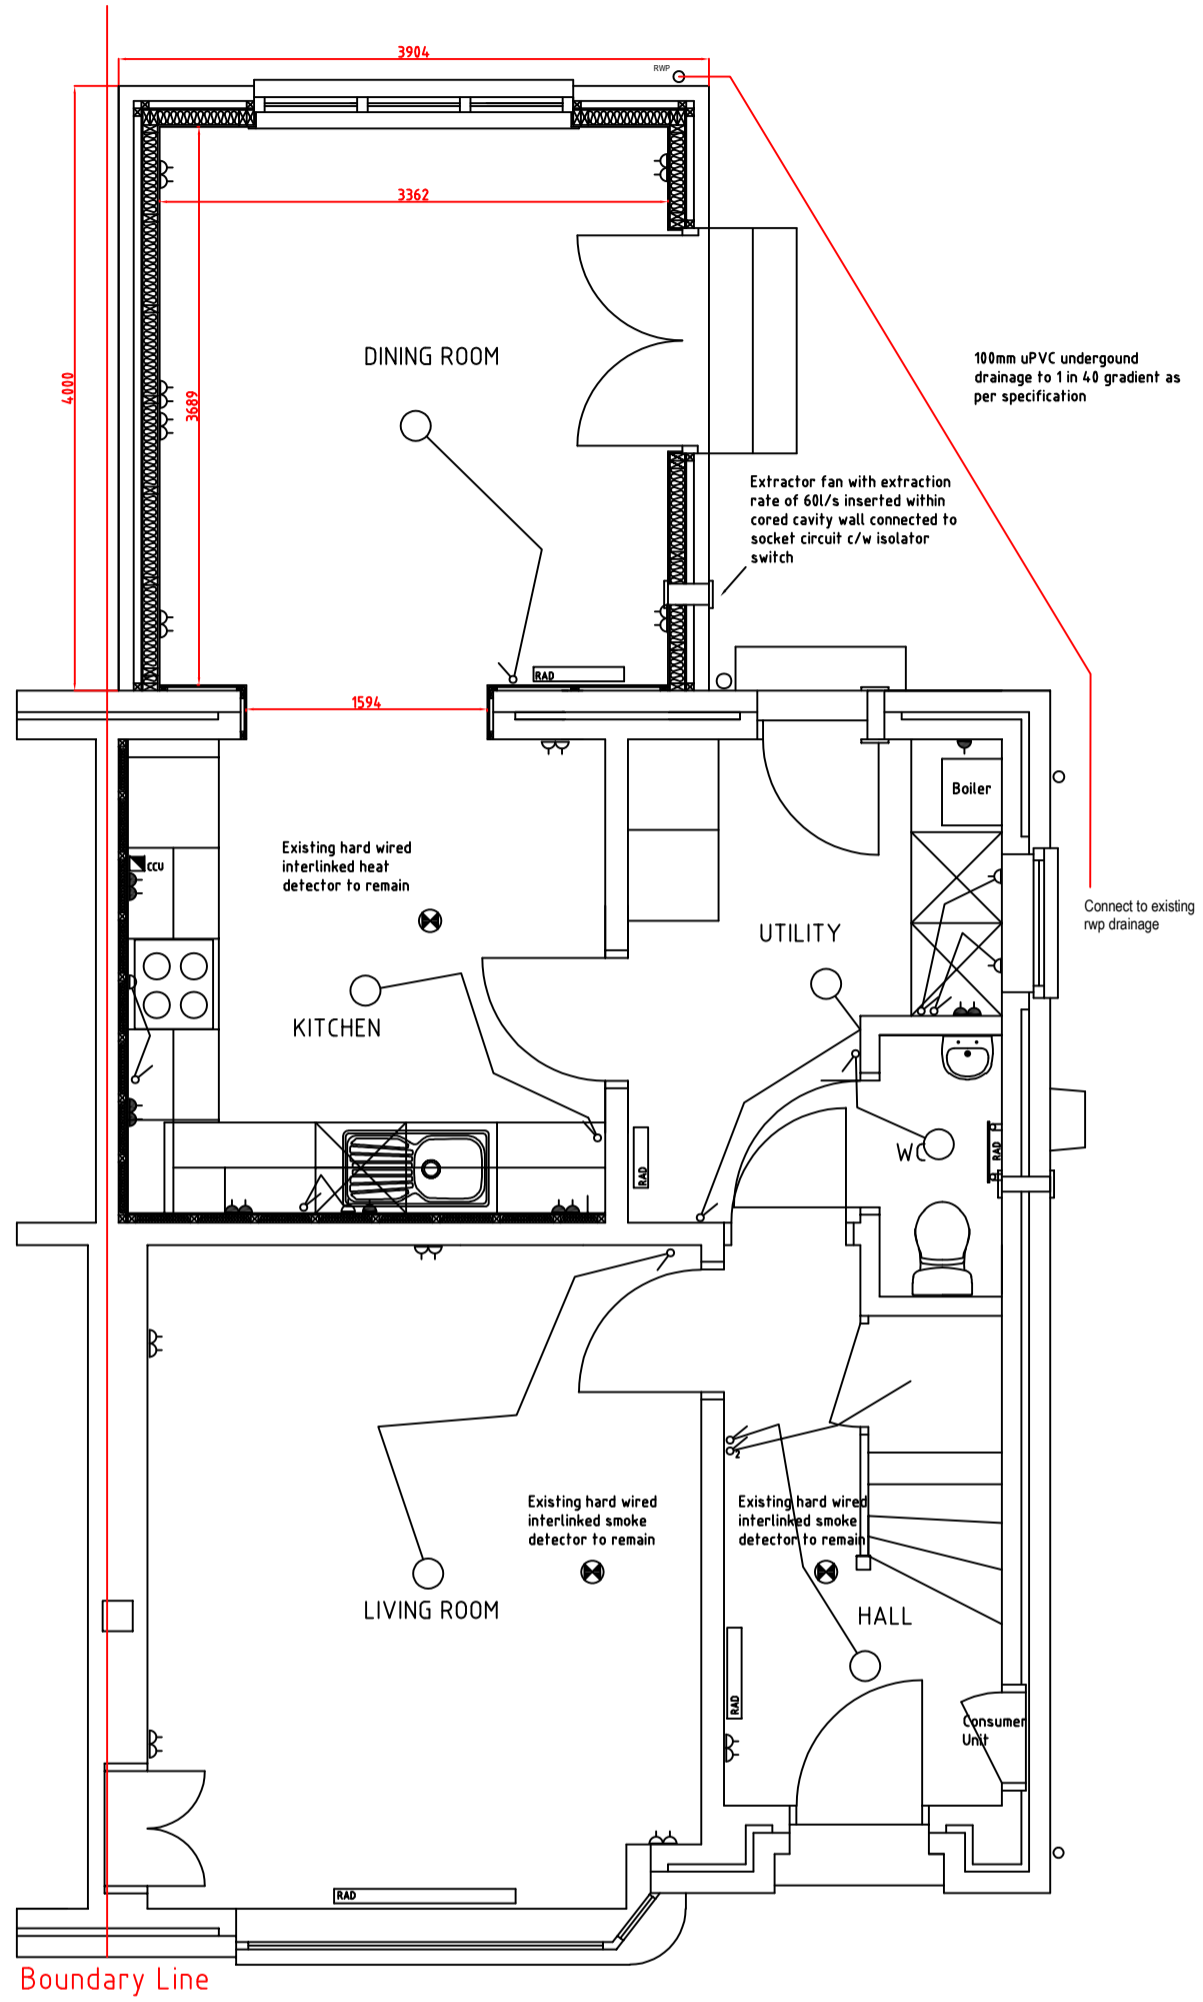 3904
RWP
3362
4000
3689
DINING ROOM
100mm uPVC undergound
drainage to 1 in 40 gradient as
per specification
Extractor fan with extraction
rate of 60l/s inserted within
cored cavity wall connected to
socket circuit c/w isolator
switch
RAD
1594
Boiler
Existing hard wired
interlinked heat
detector to remain
CCU
Connect to existing
rwp drainage
UTILITY
KITCHEN
WC
RAD
RAD
2
Existing hard wired
interlinked smoke
detector to remain
Existing hard wired
interlinked smoke
detector to remain
LIVING ROOM
HALL
RAD
Consumer
Unit
RAD
Boundary Line